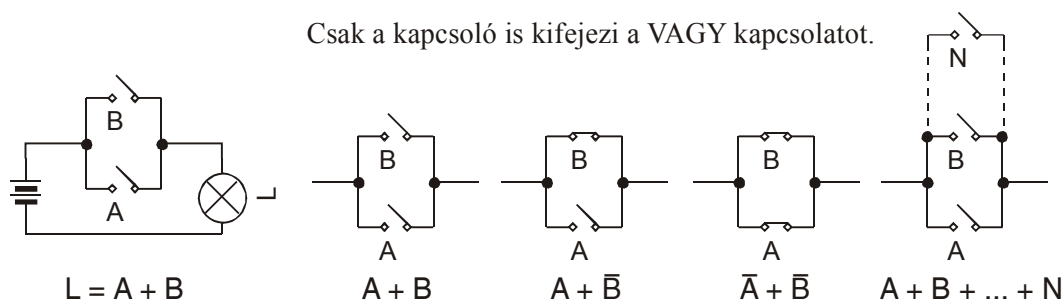 Csak a kapcsoló is kifejezi a VAGY kapcsolatot.
N
B
B
B
B
B
A
L
A
A
A
A
L = A + B
A + B
A + B̅
A̅ + B̅
A + B + ... + N